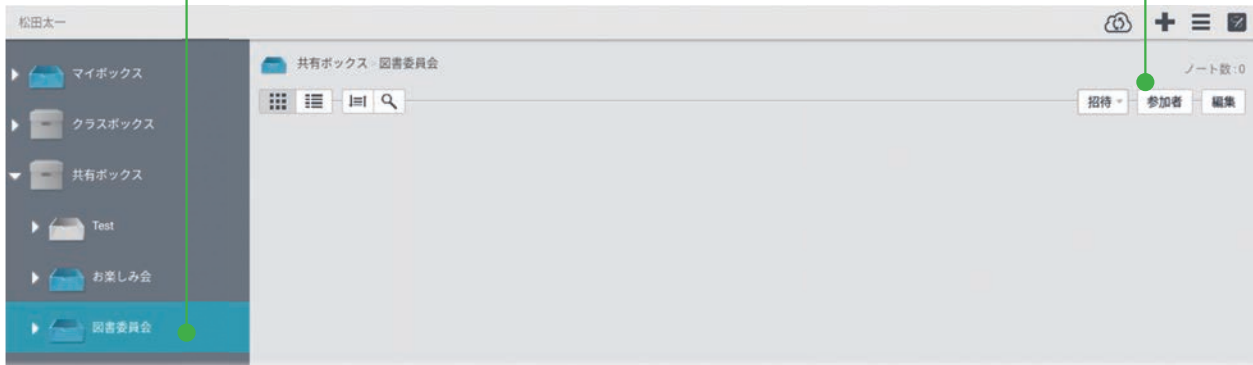 松田太一
マイボックス
クラスボックス
共有ボックス
Test
お楽しみ会
図書委員会
共有ボックス 図書委員会
ノート数:0
招待
参加者
編集